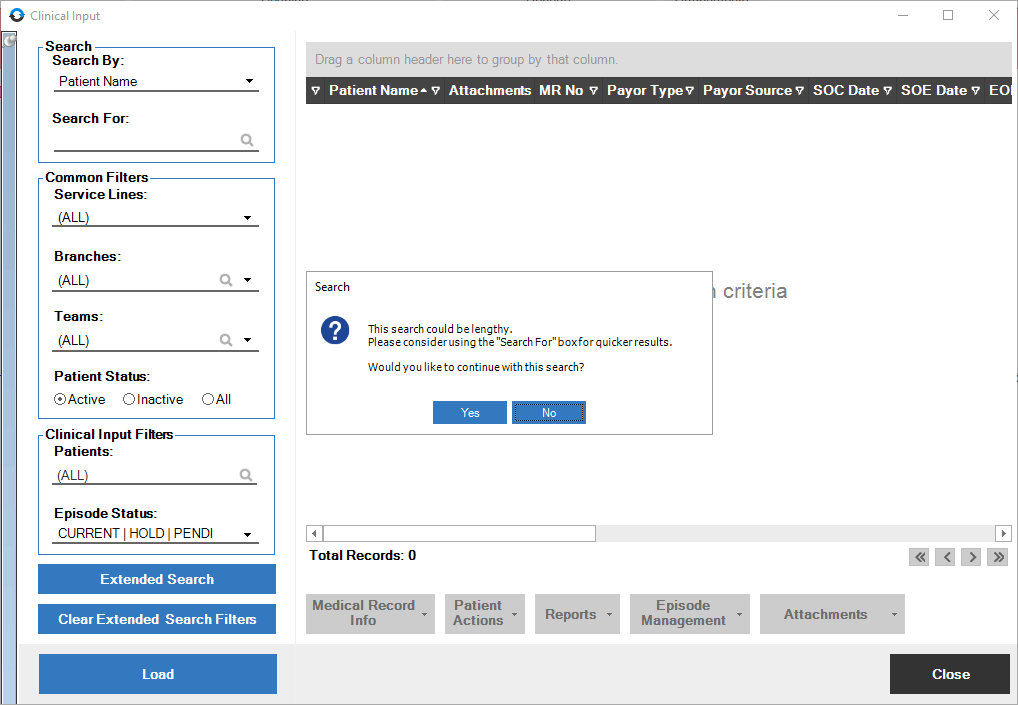 Clinical Input
Search
Search By:
Patient Name
Search For:
Common Filters
Service Lines:
(ALL)
Branches:
(ALL)
Teams:
(ALL)
Patient Status:
Active Inactive All
Clinical Input Filters
Patients:
(ALL)
Episode Status:
CURRENT | HOLD | PENDI
Extended Search
Clear Extended Search Filters
Load
Drag a column header here to group by that column.
Patient Name Attachments MR No Payor Type Payor Source SOC Date SOE Date EO
criteria
Search
This search could be lengthy.
Please consider using the "Search For" box for quicker results.
Would you like to continue with this search?
Yes No
Total Records: 0
Medical Record
Info
Patient
Actions
Reports
Episode
Management
Attachments
Close